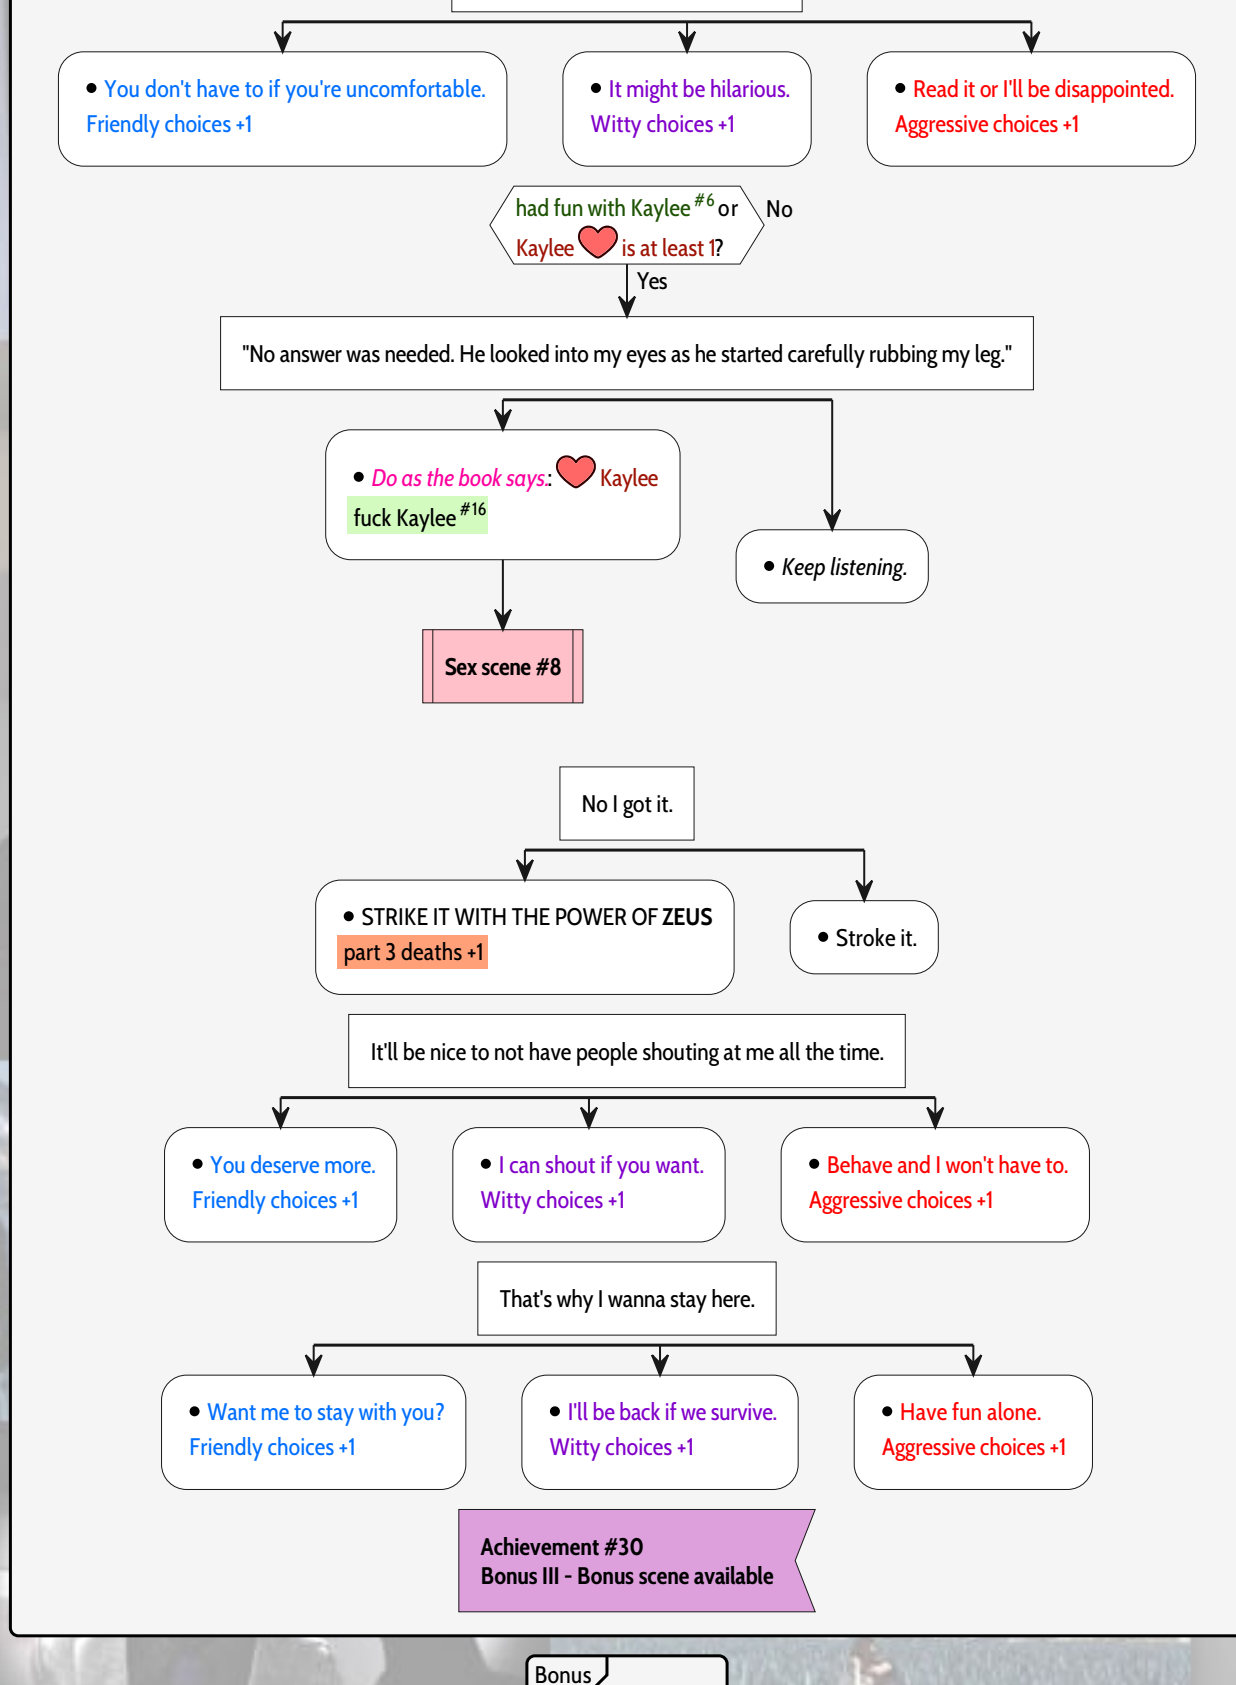 • You don't have to if you're uncomfortable.
Friendly choices +1
• It might be hilarious.
Witty choices +1
• Read it or I'll be disappointed.
Aggressive choices +1
had fun with Kaylee #6 or
Kaylee is at least 1?
No
Yes
"No answer was needed. He looked into my eyes as he started carefully rubbing my leg."
• Do as the book says.: Kaylee
fuck Kaylee #16
• Keep listening.
Sex scene #8
No I got it.
• STRIKE IT WITH THE POWER OF ZEUS
part 3 deaths +1
• Stroke it.
It'll be nice to not have people shouting at me all the time.
• You deserve more.
Friendly choices +1
• I can shout if you want.
Witty choices +1
• Behave and I won't have to.
Aggressive choices +1
That's why I wanna stay here.
• Want me to stay with you?
Friendly choices +1
• I'll be back if we survive.
Witty choices +1
• Have fun alone.
Aggressive choices +1
Achievement #30
Bonus III - Bonus scene available
Bonus